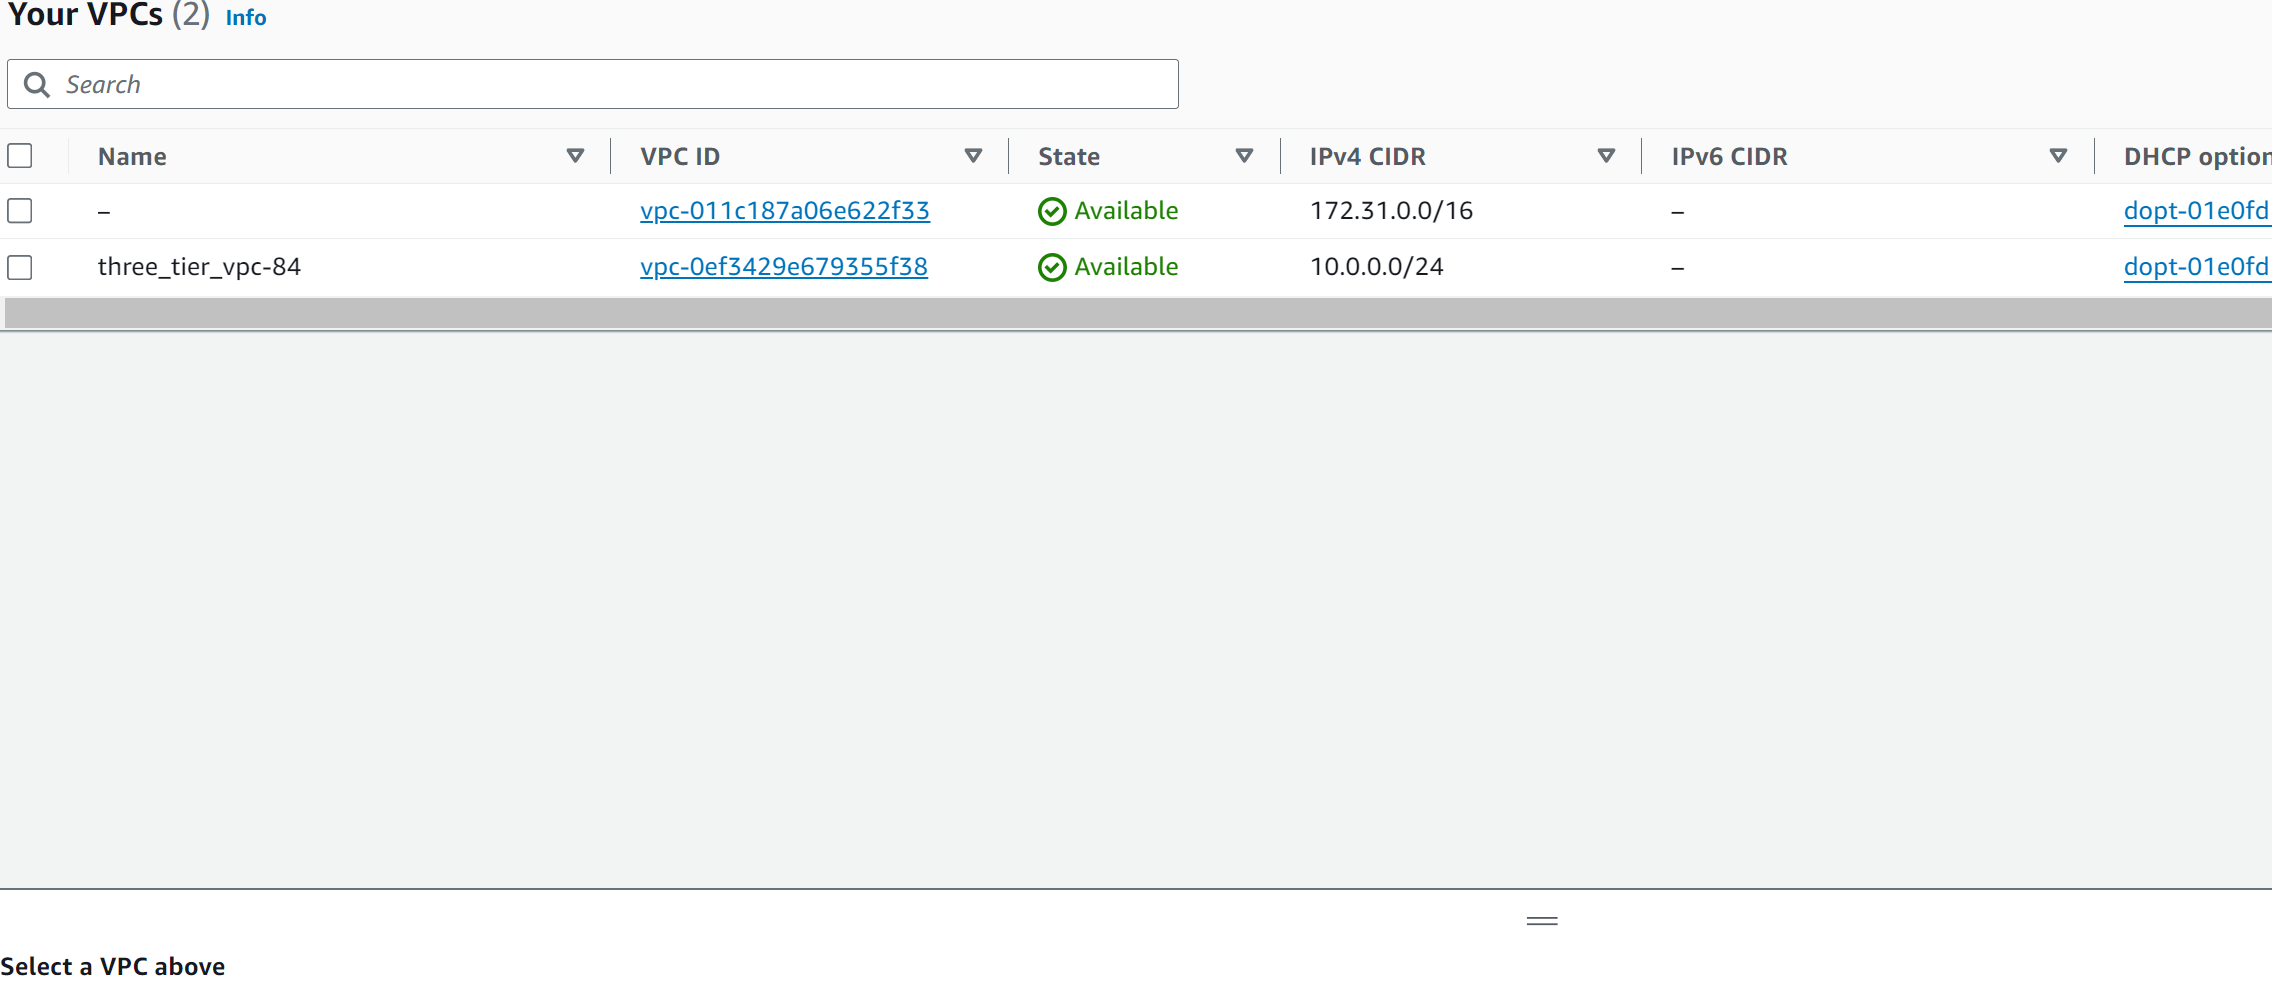 Your VPCs (2) Info
Search
Name VPC ID State IPv4 CIDR IPv6 CIDR DHCP option
– vpc-011c187a06e622f33 Available 172.31.0.0/16 – dopt-01e0fd
three_tier_vpc-84 vpc-0ef3429e679355f38 Available 10.0.0.0/24 – dopt-01e0fd
Select a VPC above